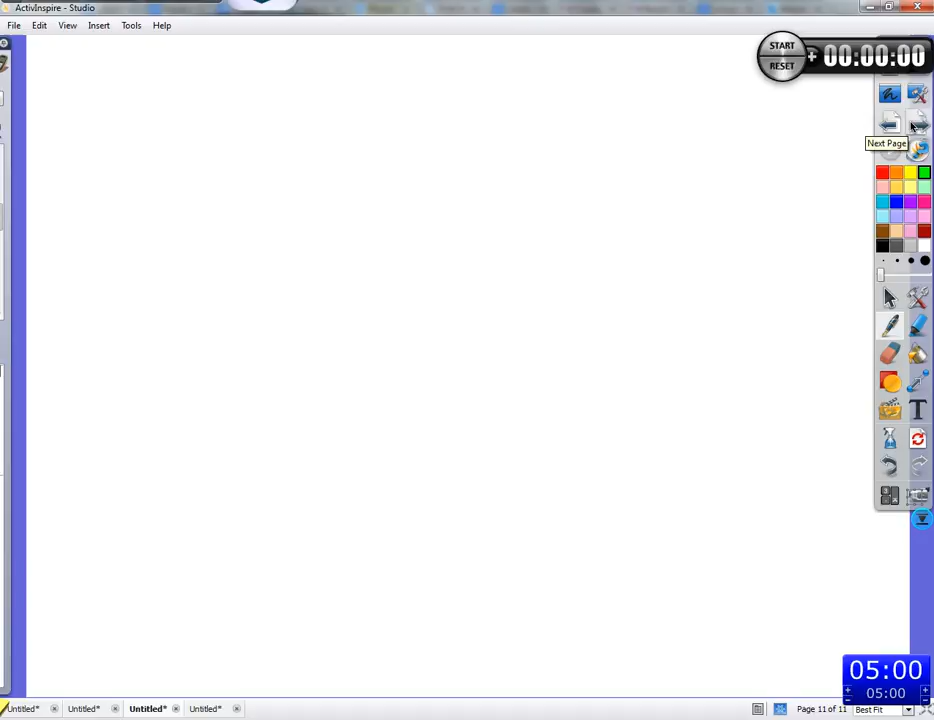 ActivInspire - Studio
File Edit View Insert Tools Help
START
RESET
00:00:00
Next Page
T
05:00
05:00
Untitled* Untitled* Untitled* Untitled*
Page 11 of 11 Best Fit